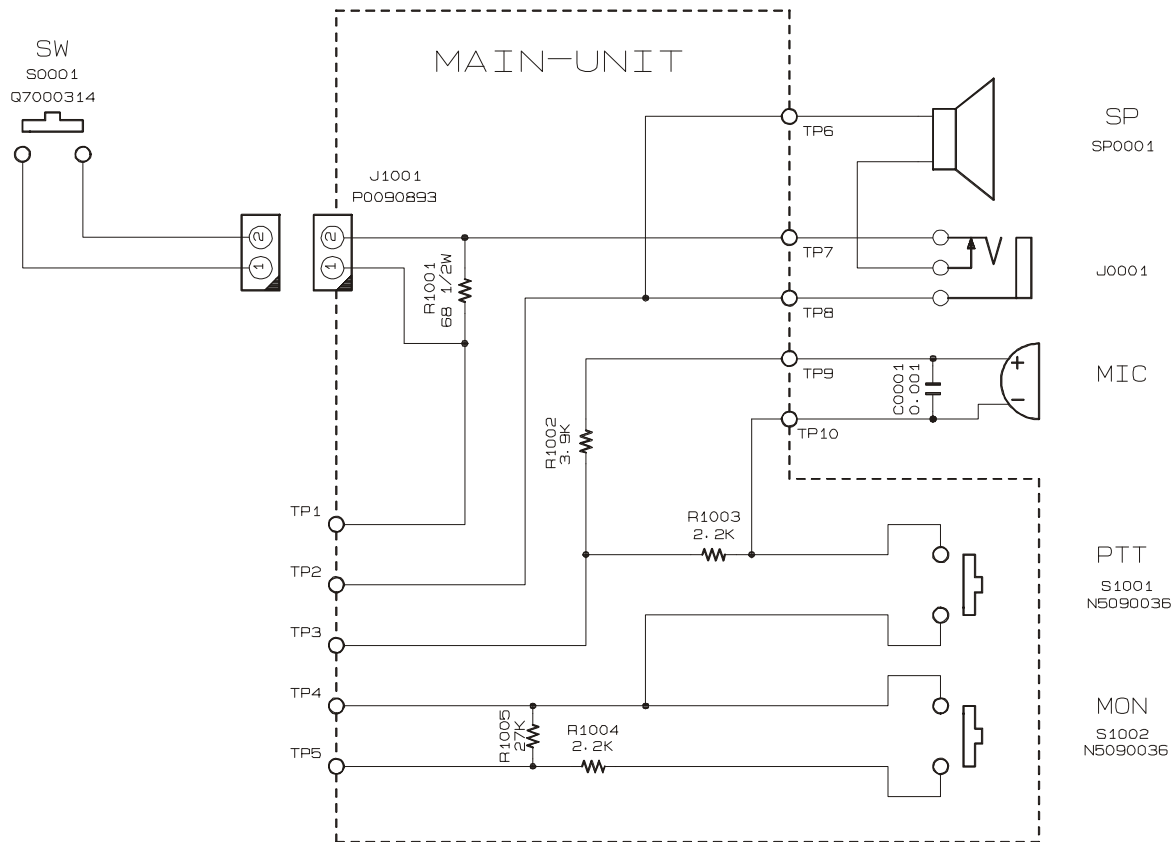 MAIN-UNIT
SW
S0001
Q7000314
J1001
P0090893
2
1
2
1
R1001
68 1/2W
TP6
TP7
TP8
TP9
TP10
SP
SP0001
J0001
MIC
C0001
0.001
+
−
R1002
3.9K
R1003
2.2K
TP1
TP2
TP3
TP4
TP5
R1005
27K
R1004
2.2K
PTT
S1001
N5090036
MON
S1002
N5090036